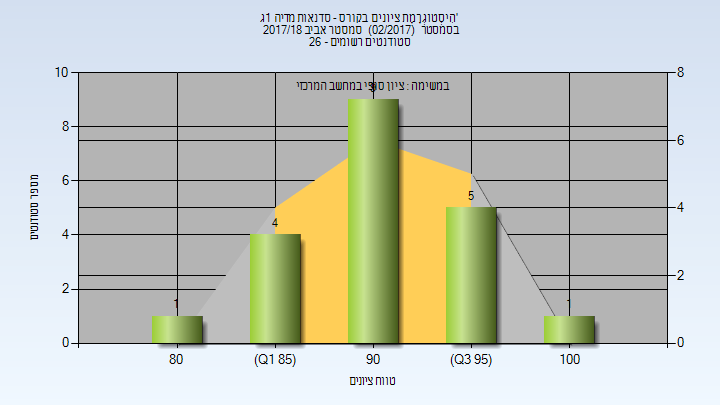 היסטוגרמת ציונים בקורס - סדנאות מדיה 1ג'
בסמסטר (02/2017) סמסטר אביב 2017/18
סטודנטים רשומים - 26
במשימה : ציון סופי במחשב המרכזי
10 8 6 4 2 0
מספר סטודנטים
8 6 4 2 0
1 4 9 5 1
80 (Q1 85) 90 (Q3 95) 100
טווח ציונים